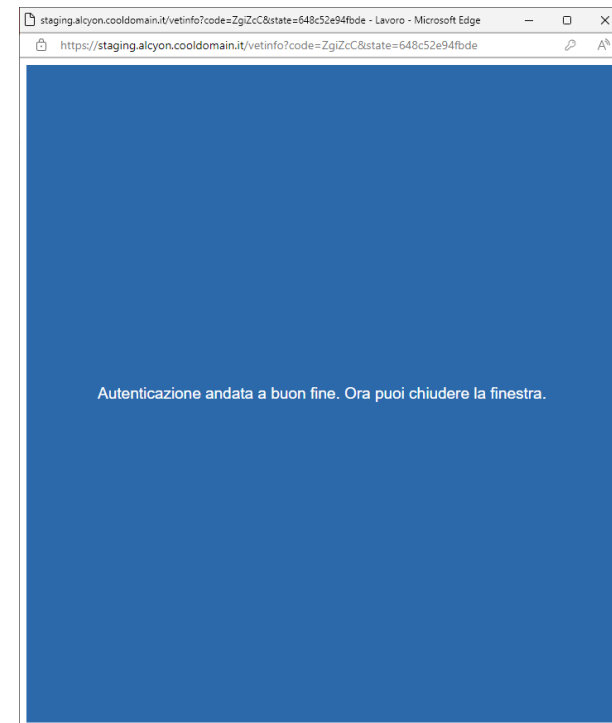 staging.alcyon.cooldomain.it/vetinfo?code=ZgiZcC&state=648c52e94fbde - Lavoro - Microsoft Edge
https://staging.alcyon.cooldomain.it/vetinfo?code=ZgiZcC&state=648c52e94fbde
Autenticazione andata a buon fine. Ora puoi chiudere la finestra.